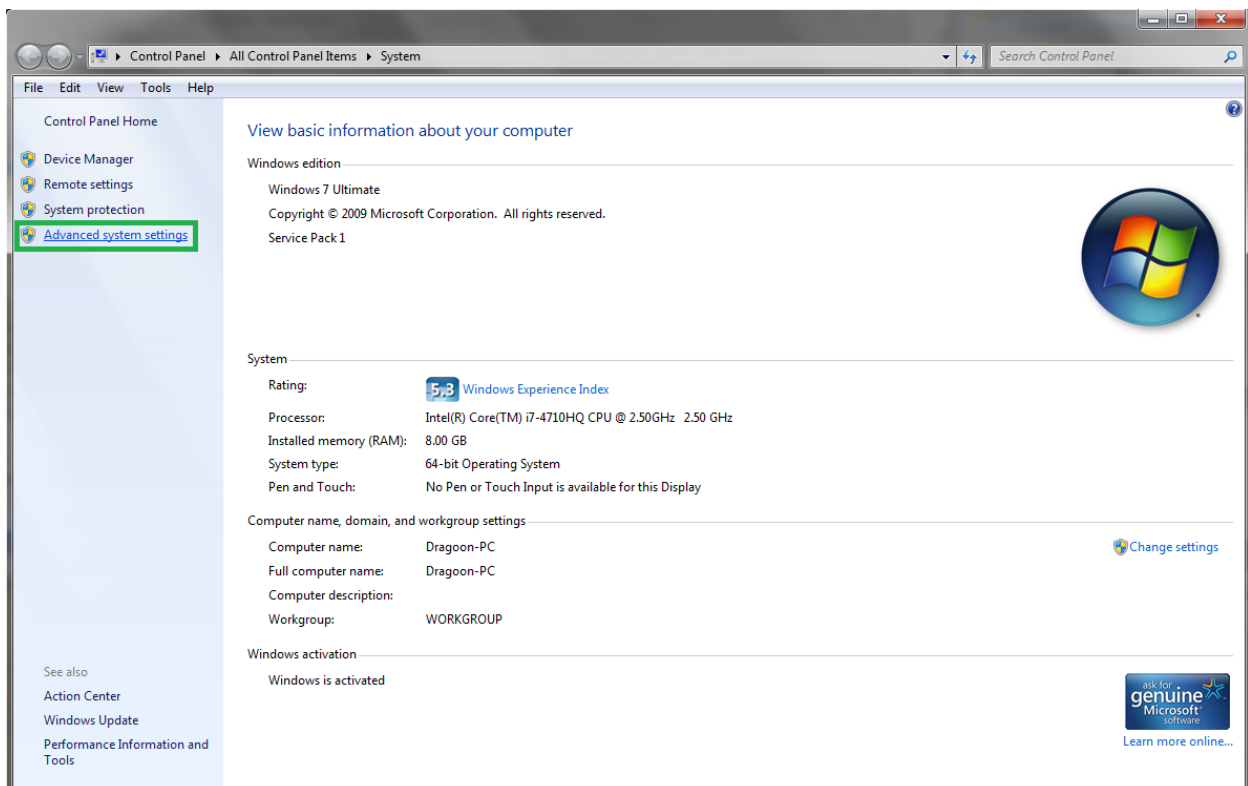 Control Panel ▸ All Control Panel Items ▸ System
Search Control Panel
File Edit View Tools Help
Control Panel Home
Device Manager
Remote settings
System protection
Advanced system settings
View basic information about your computer
Windows edition
Windows 7 Ultimate
Copyright © 2009 Microsoft Corporation. All rights reserved.
Service Pack 1
System
Rating: 5,3 Windows Experience Index
Processor: Intel(R) Core(TM) i7-4710HQ CPU @ 2.50GHz 2.50 GHz
Installed memory (RAM): 8.00 GB
System type: 64-bit Operating System
Pen and Touch: No Pen or Touch Input is available for this Display
Computer name, domain, and workgroup settings
Computer name: Dragoon-PC
Change settings
Full computer name: Dragoon-PC
Computer description:
Workgroup: WORKGROUP
Windows activation
Windows is activated
ask for
genuine
Microsoft
software
Learn more online...
See also
Action Center
Windows Update
Performance Information and
Tools